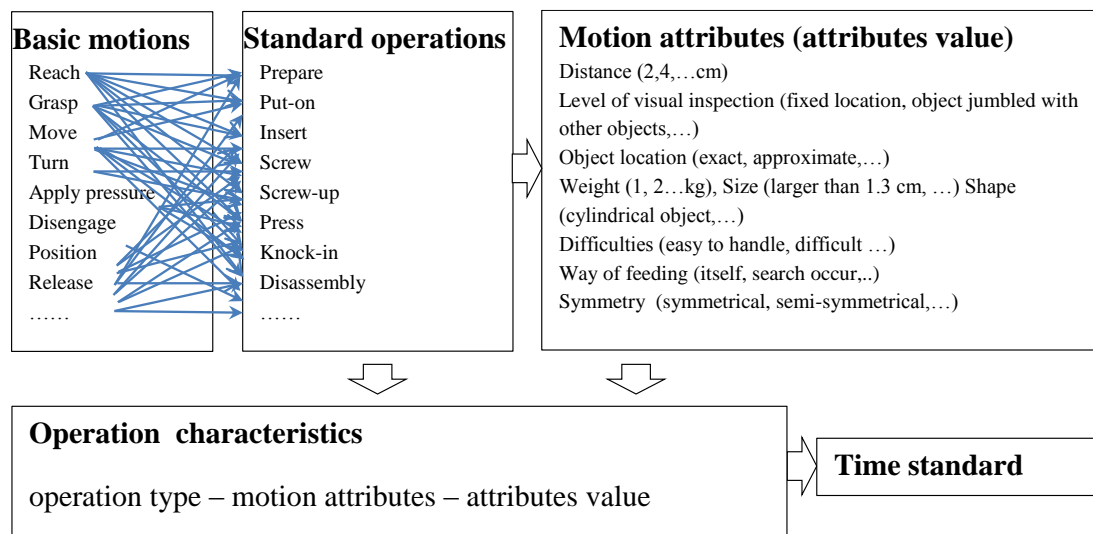 Basic motions
Reach
Grasp
Move
Turn
Apply pressure
Disengage
Position
Release
……
Standard operations
Prepare
Put-on
Insert
Screw
Screw-up
Press
Knock-in
Disassembly
……
Motion attributes (attributes value)
Distance (2,4,…cm)
Level of visual inspection (fixed location, object jumbled with
other objects,…)
Object location (exact, approximate,…)
Weight (1, 2…kg), Size (larger than 1.3 cm, …) Shape
(cylindrical object,…)
Difficulties (easy to handle, difficult …)
Way of feeding (itself, search occur,..)
Symmetry (symmetrical, semi-symmetrical,…)
Operation characteristics
operation type – motion attributes – attributes value
Time standard